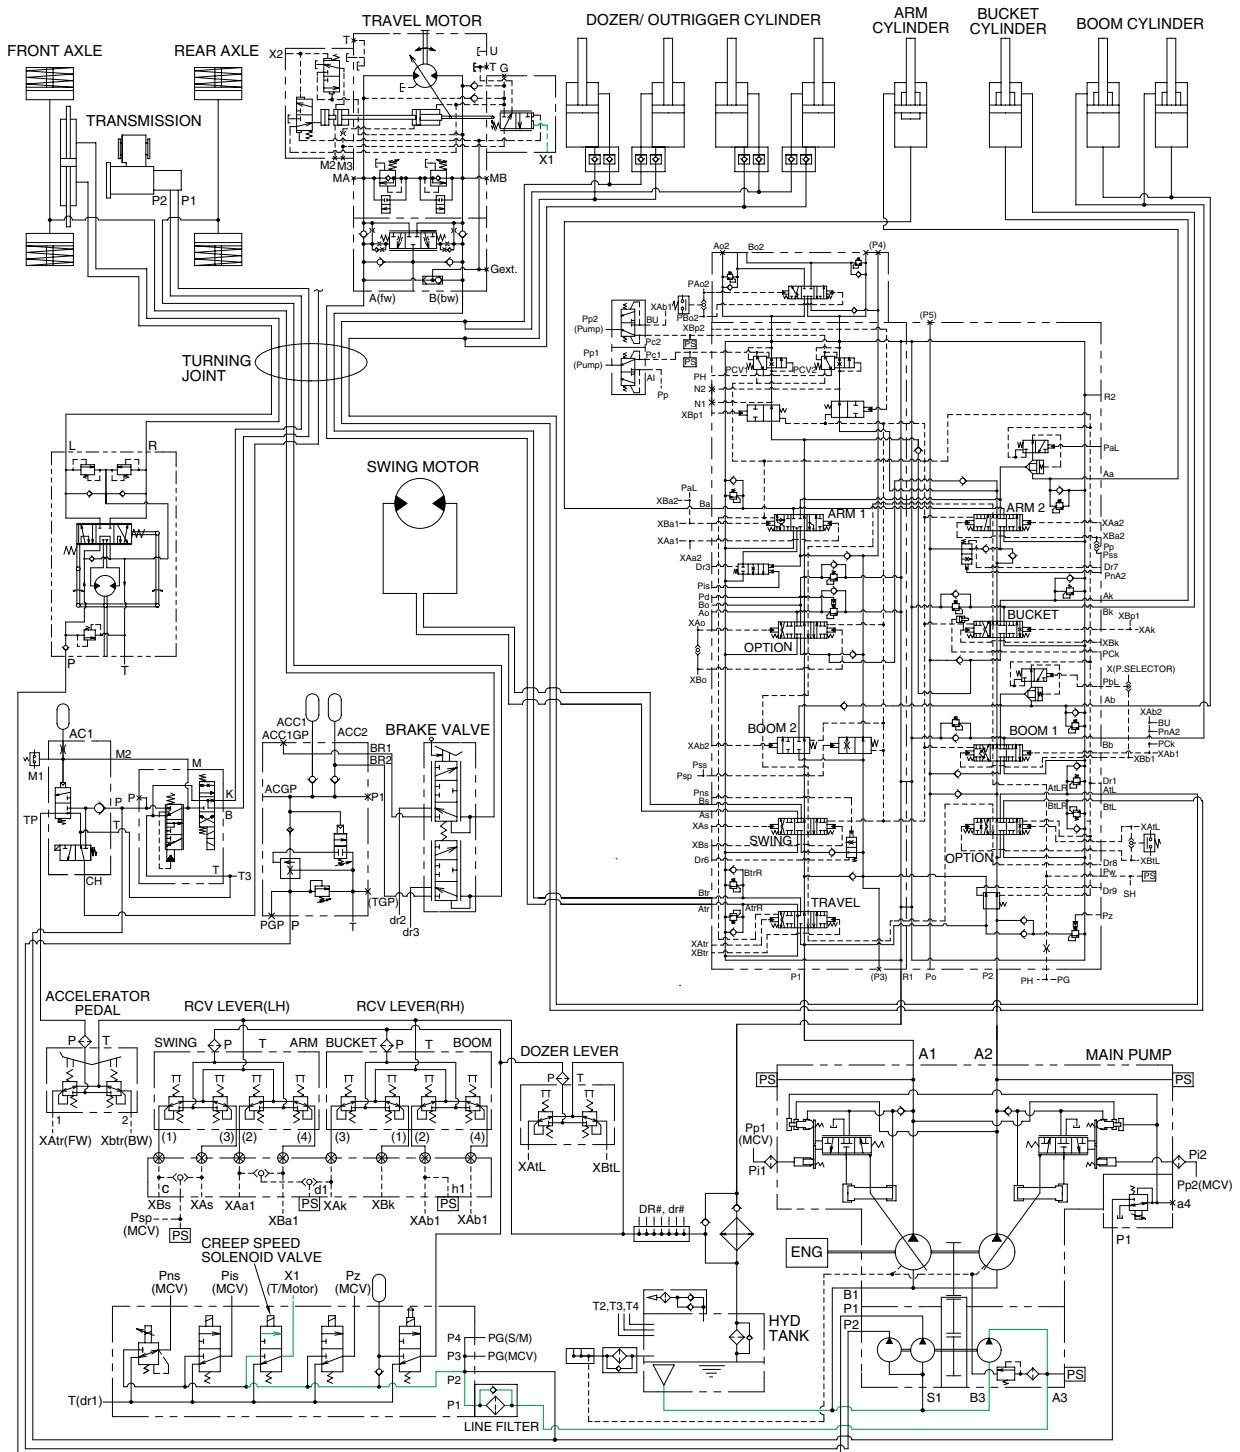 TRAVEL MOTOR
DOZER/ OUTRIGGER CYLINDER
ARM
CYLINDER
BUCKET
CYLINDER
BOOM CYLINDER
FRONT AXLE
REAR AXLE
X2
T
U
T
G
TRANSMISSION
P2
P1
M2
M3
X1
MA
MB
Gext.
A(fw)
B(bw)
TURNING
JOINT
Ao2
Bo2
(P4)
PAo2
XAb1
PBo2
(P5)
Pp2
(Pump)
BU
XBp2
Pc2
PS
Pp1
(Pump)
Pc1
PS
AI
Pp
PCV1
PCV2
PH
N2
N1
XBp1
R2
PaL
Aa
L
R
SWING MOTOR
PaL
XBa2
Ba
XBa1
XAa1
ARM 1
ARM 2
XAa2
XBa2
Pp
Pss
Dr7
PnA2
XAa2
Dr3
Pis
Pd
Bo
Ao
XAo
OPTION
XBo
Ak
Bk
BUCKET
XBp1
XAk
XBk
PCk
X(P.SELECTOR)
PbL
Ab
P
T
AC1
M1
M2
M
P
P
K
B
TP
T
T
T3
CH
ACC1
ACC1GP
ACC2
BRAKE VALVE
BR1
BR2
ACGP
P1
(TGP)
PGP
P
T
dr2
dr3
BOOM 2
XAb2
Pss
Psp
BOOM 1
XAb2
BU
PnA2
PCk
XAb1
Bb
XBb1
Pns
Bs
As
XAs
XBs
Dr6
SWING
Dr1
AtLR
AtL
BtLR
BtL
XAtL
XBtL
OPTION
Dr8
Pw
PS
Dr9
SH
Pz
BtrR
Btr
Atr
AtrR
TRAVEL
XAtr
XBtr
P1
(P3)
R1
Po
P2
PH
PG
ACCELERATOR
PEDAL
P
T
1
2
XAtr(FW)
Xbtr(BW)
RCV LEVER(LH)
RCV LEVER(RH)
SWING
P
T
ARM
BUCKET
P
T
BOOM
(1)
(3)
(2)
(4)
(3)
(1)
(2)
(4)
c
d1
h1
XBs
XAs
XAa1
XBa1
PS
XAk
XBk
XAb1
PS
XAb1
Psp
(MCV)
PS
DOZER LEVER
P
T
XAtL
XBtL
A1
A2
MAIN PUMP
PS
PS
Pp1
(MCV)
Pi1
Pi2
Pp2(MCV)
a4
P1
DR#, dr#
ENG
B1
P1
P2
S1
B3
A3
PS
T2,T3,T4
HYD
TANK
CREEP SPEED
SOLENOID VALVE
Pns
(MCV)
Pis
(MCV)
X1
(T/Motor)
Pz
(MCV)
P4
PG(S/M)
P3
PG(MCV)
P2
P1
T(dr1)
LINE FILTER